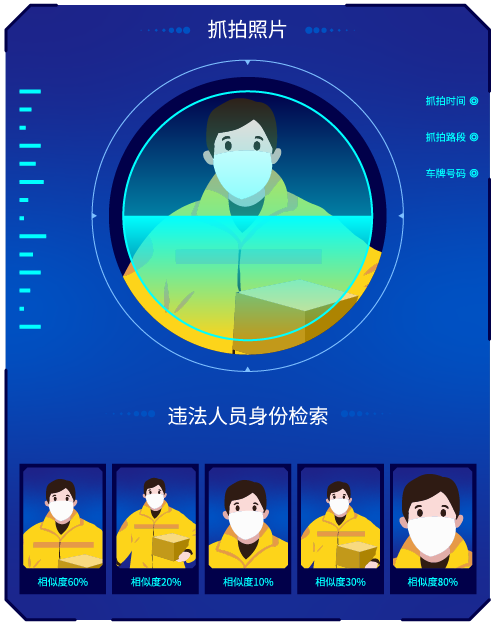 抓拍照片
抓拍时间
抓拍路段
车牌号码
违法人员身份检索
相似度60%
相似度20%
相似度10%
相似度30%
相似度80%